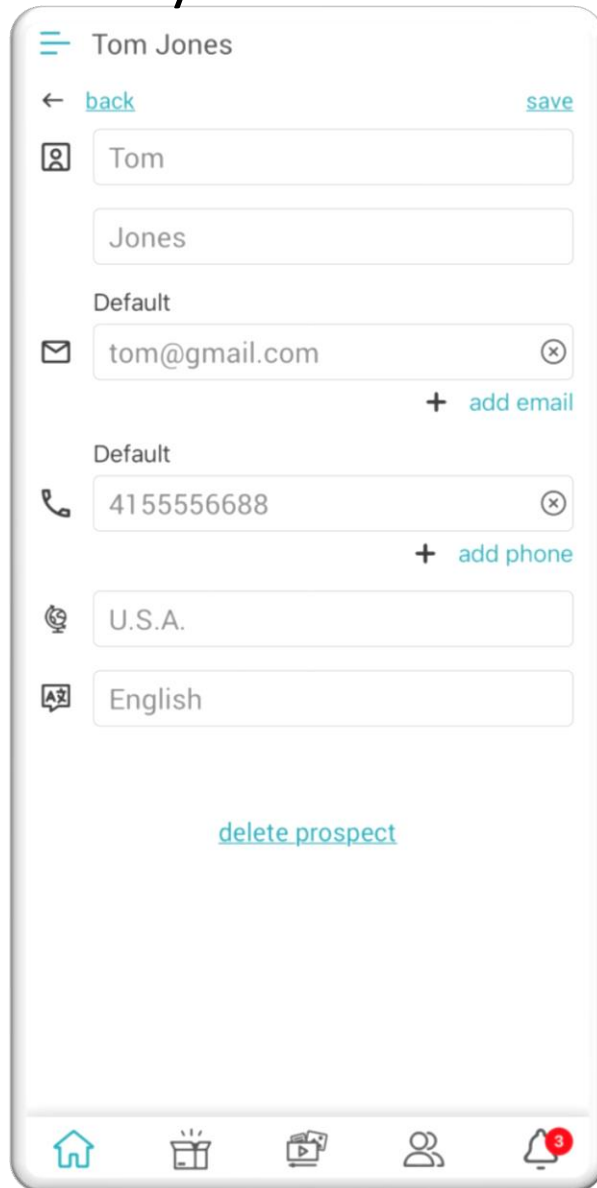 Tom Jones
back save
Tom
Jones
Default
tom@gmail.com
+ add email
Default
4155556688
+ add phone
U.S.A.
English
delete prospect
3